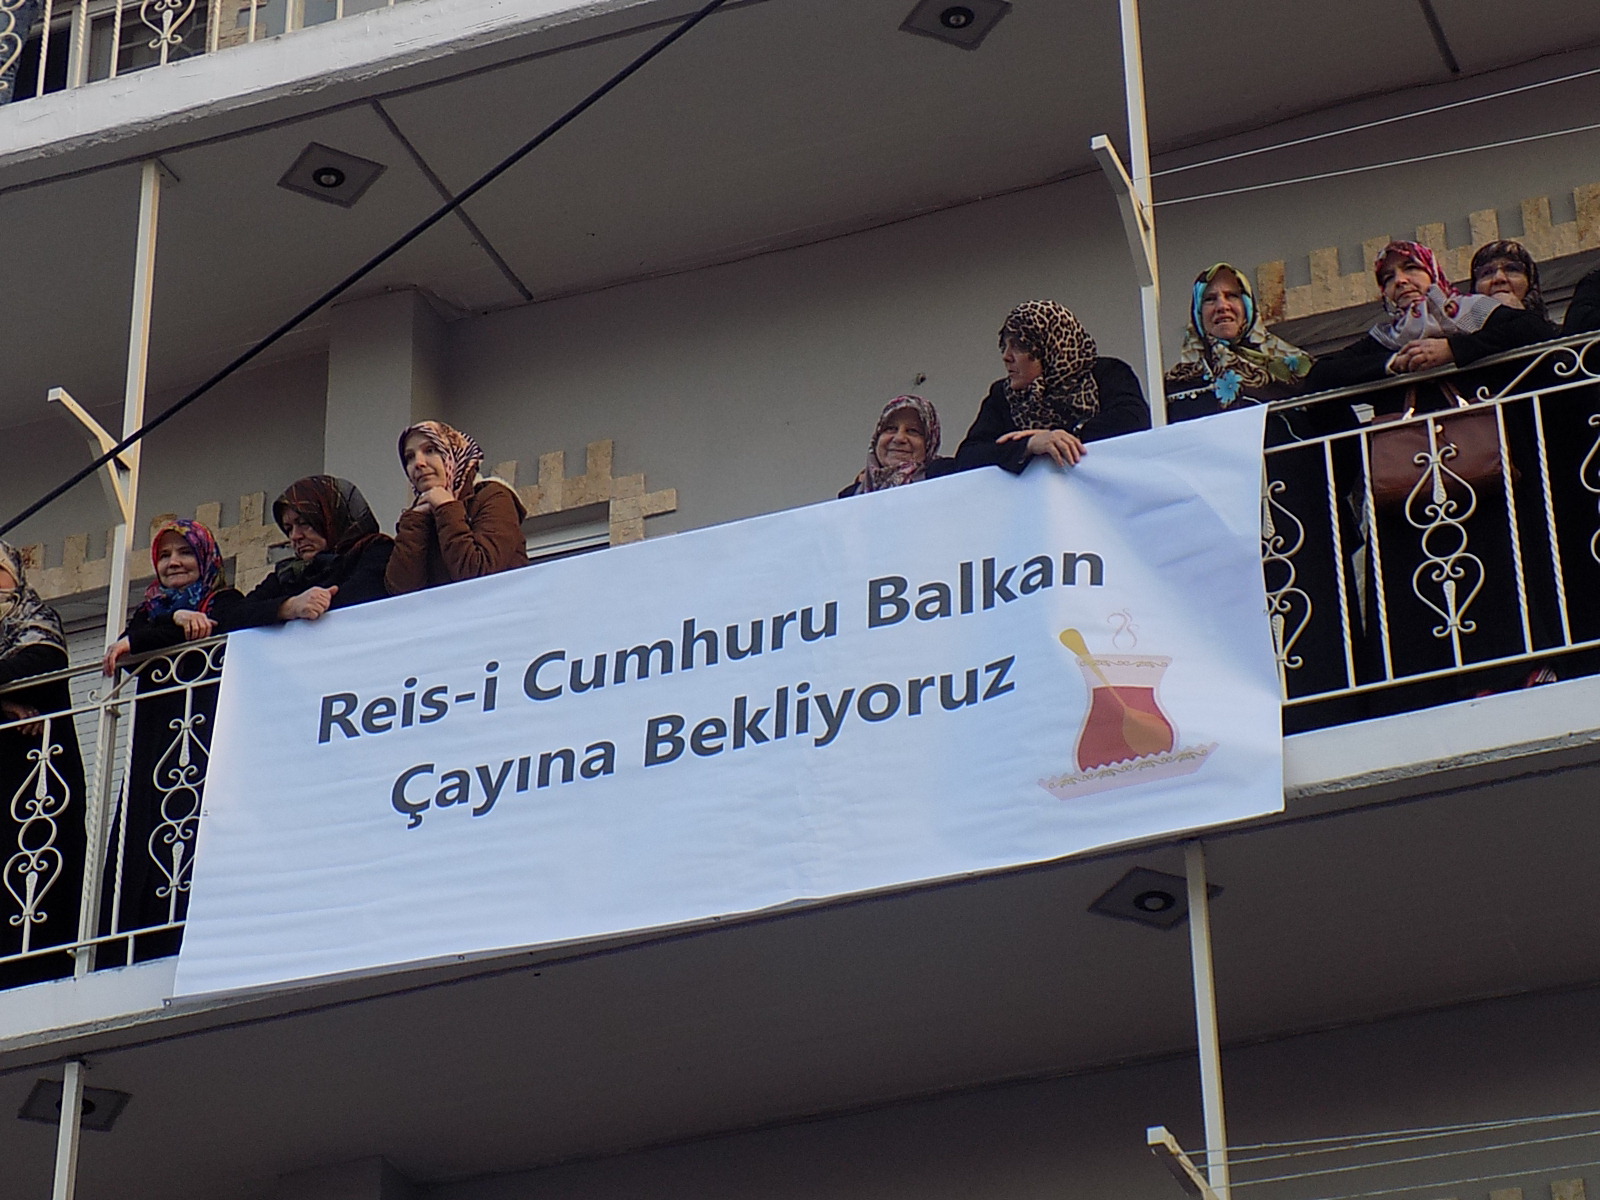 Reis-i Cumhuru Balkan
Çayına Bekliyoruz